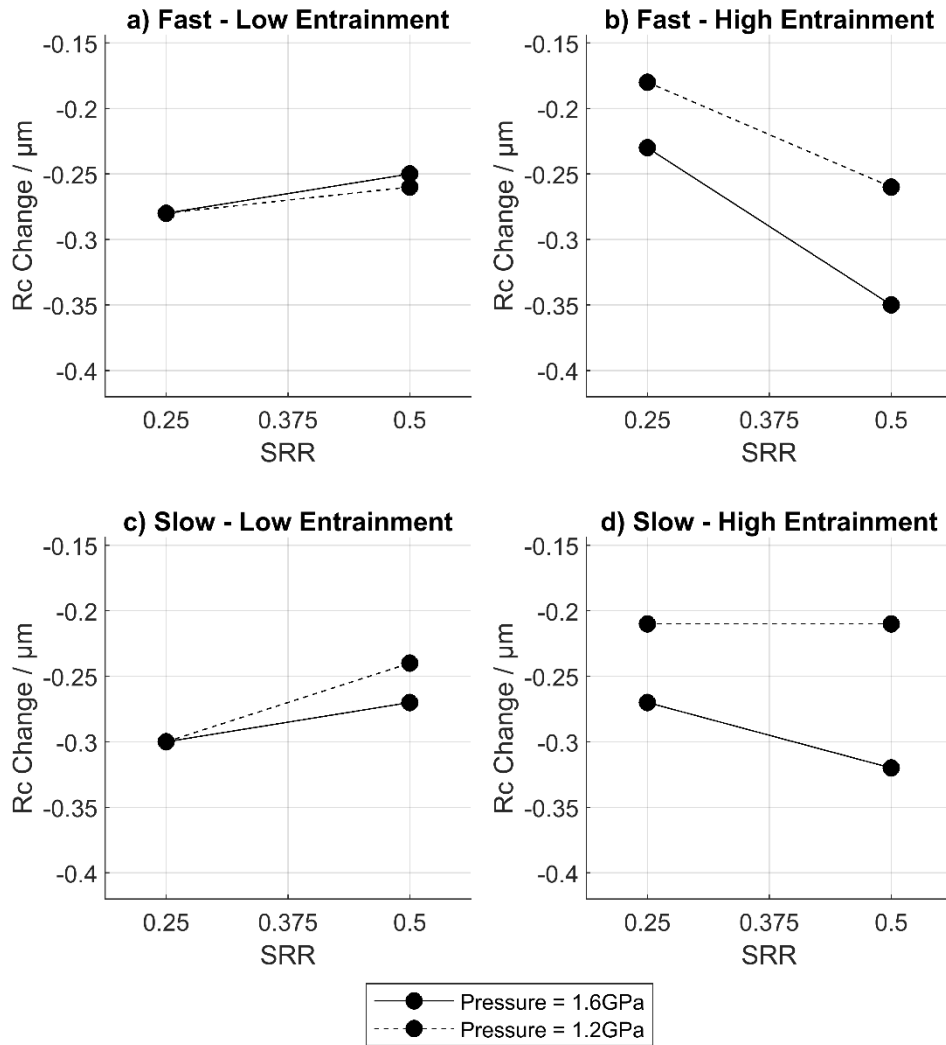 a) Fast - Low Entrainment
-0.15
-0.2
-0.25
-0.3
-0.35
-0.4
Rc Change / µm
0.25 0.375 0.5
SRR
b) Fast - High Entrainment
-0.15
-0.2
-0.25
-0.3
-0.35
-0.4
Rc Change / µm
0.25 0.375 0.5
SRR
c) Slow - Low Entrainment
-0.15
-0.2
-0.25
-0.3
-0.35
-0.4
Rc Change / µm
0.25 0.375 0.5
SRR
d) Slow - High Entrainment
-0.15
-0.2
-0.25
-0.3
-0.35
-0.4
Rc Change / µm
0.25 0.375 0.5
SRR
Pressure = 1.6GPa
Pressure = 1.2GPa